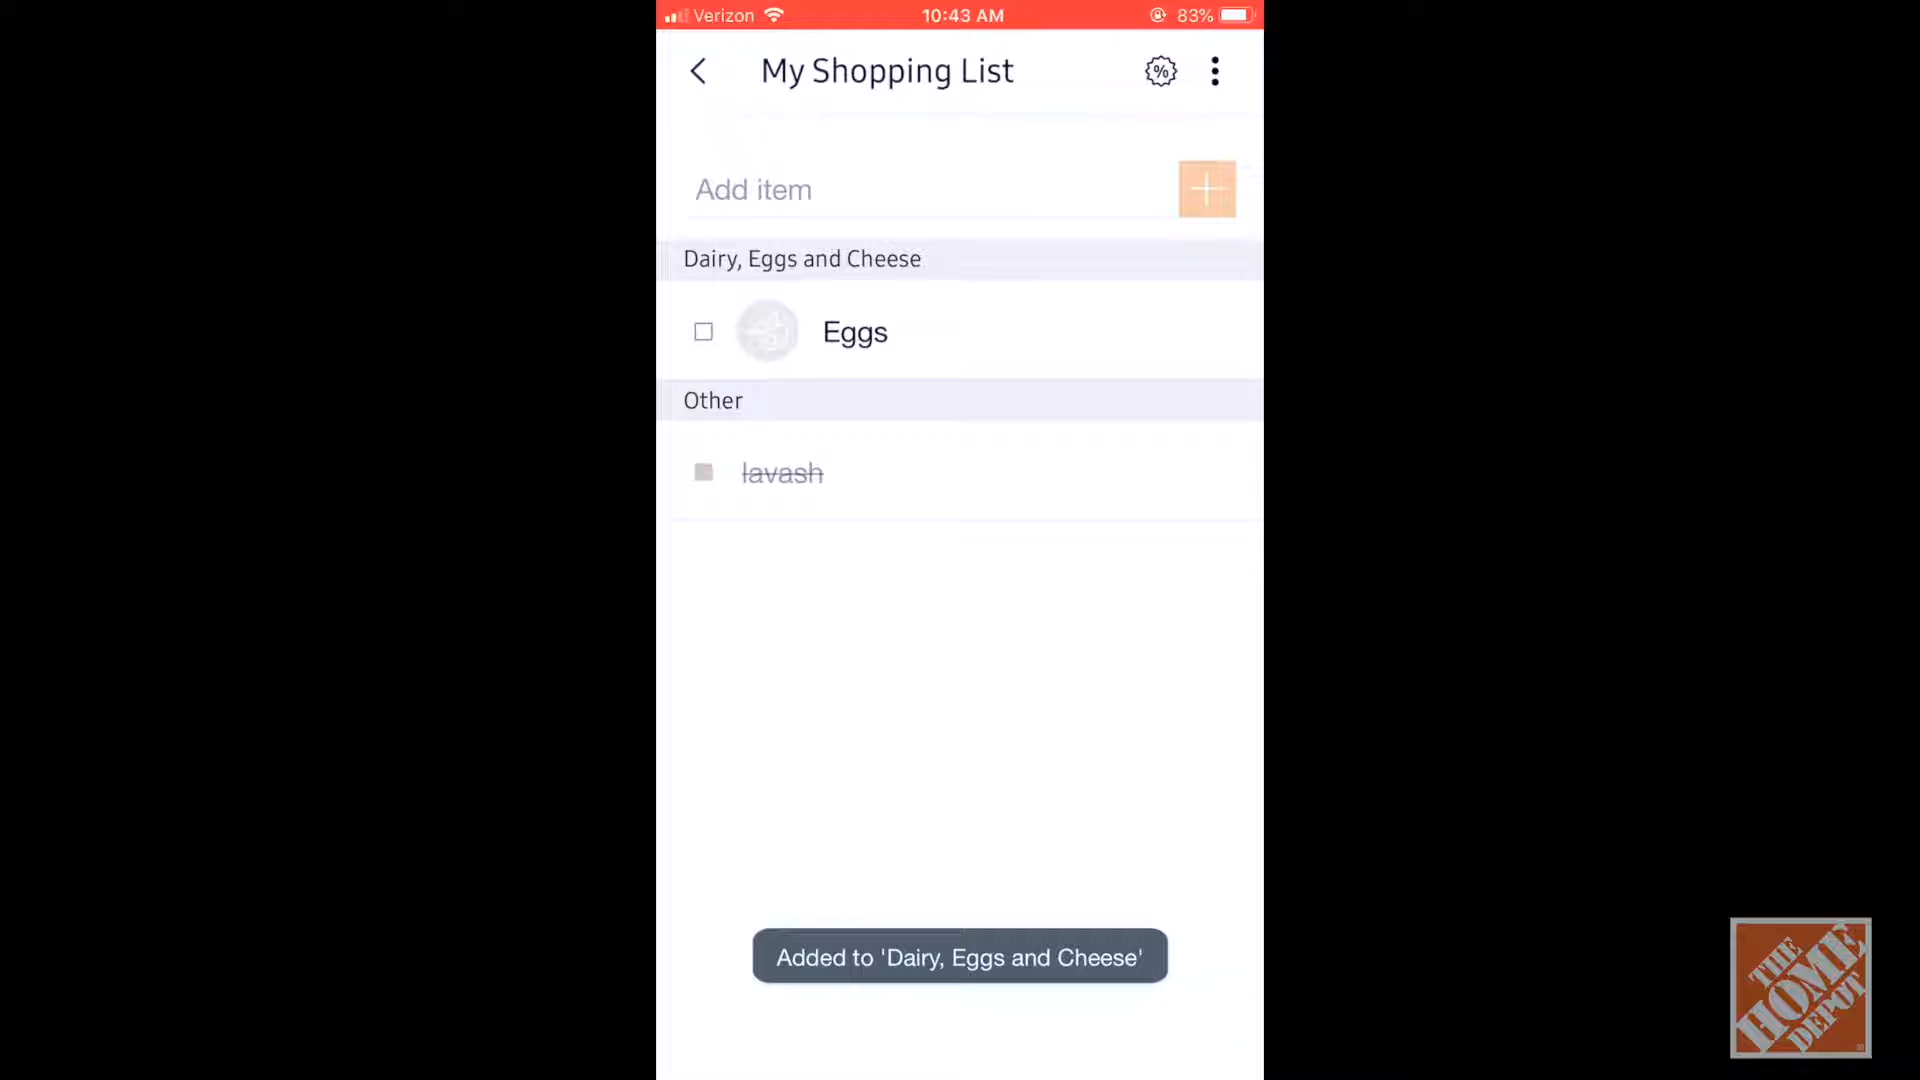 Verizon 10:43 AM 83%
My Shopping List
Add item
Dairy, Eggs and Cheese
Eggs
Other
lavash
Added to 'Dairy, Eggs and Cheese'
THE
HOME
DEPOT